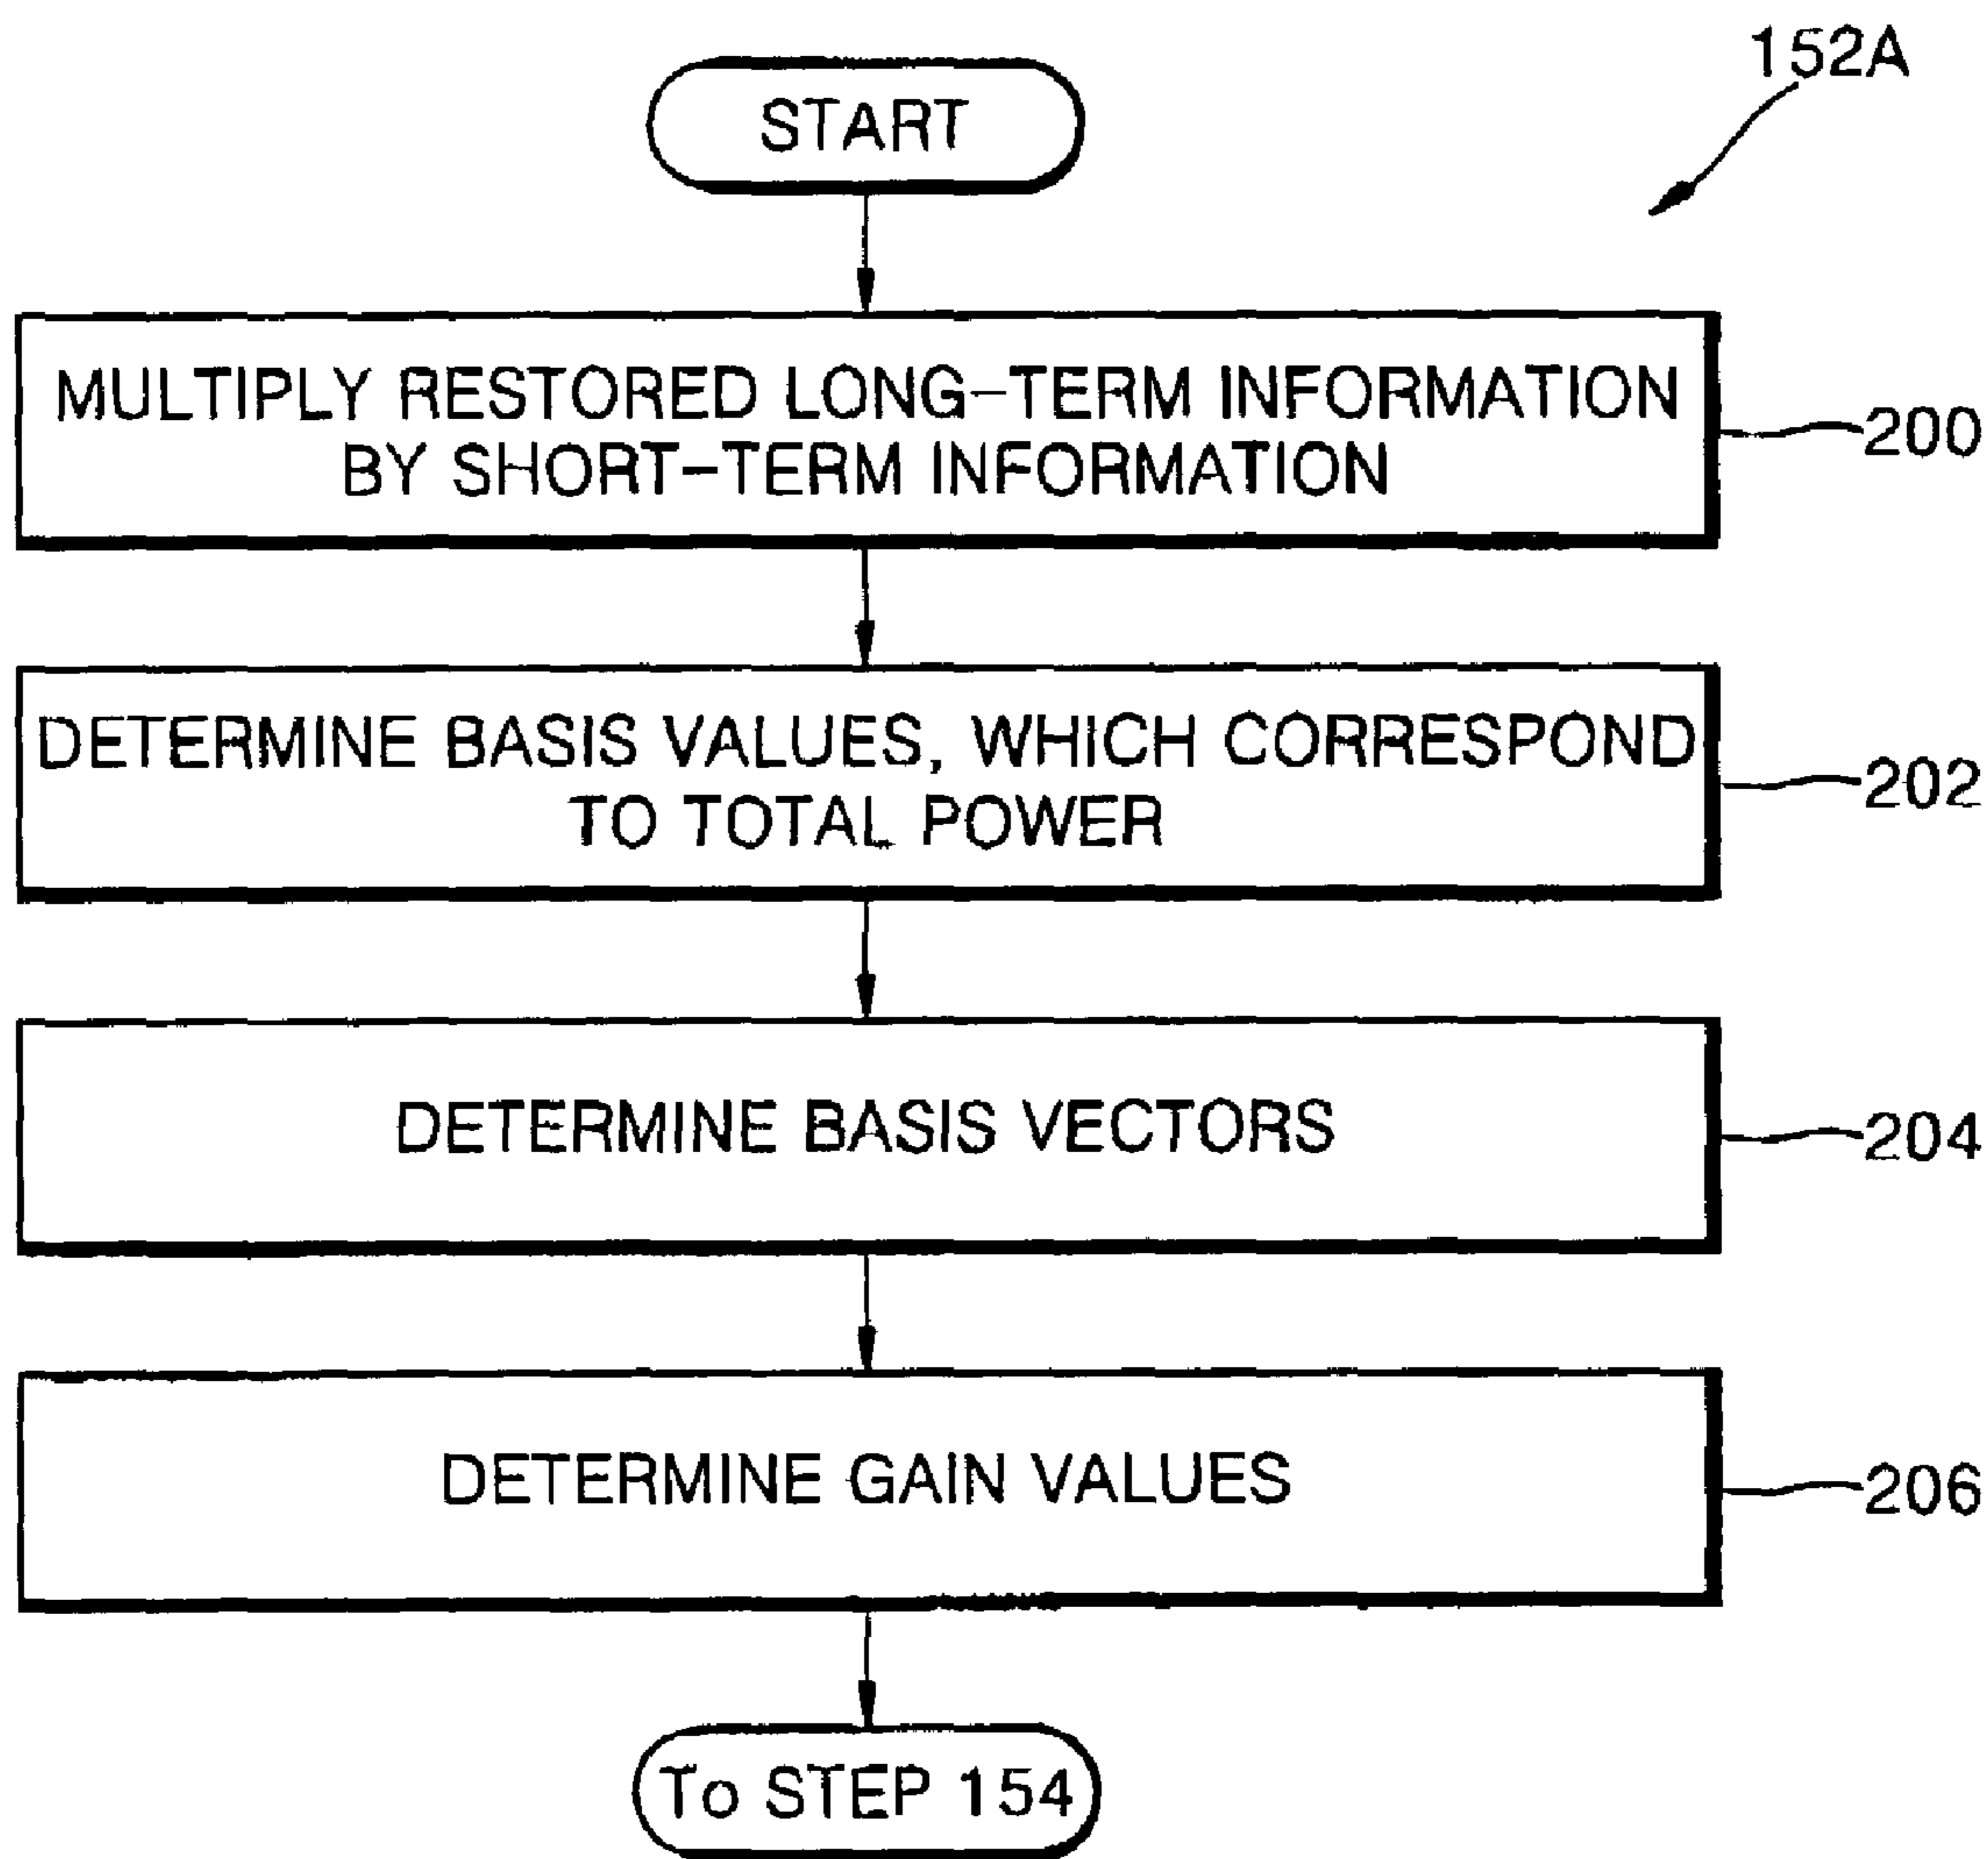 152A
START
MULTIPLY RESTORED LONG-TERM INFORMATION
BY SHORT-TERM INFORMATION
200
DETERMINE BASIS VALUES, WHICH CORRESPOND
TO TOTAL POWER
202
DETERMINE BASIS VECTORS
204
DETERMINE GAIN VALUES
206
To STEP 154